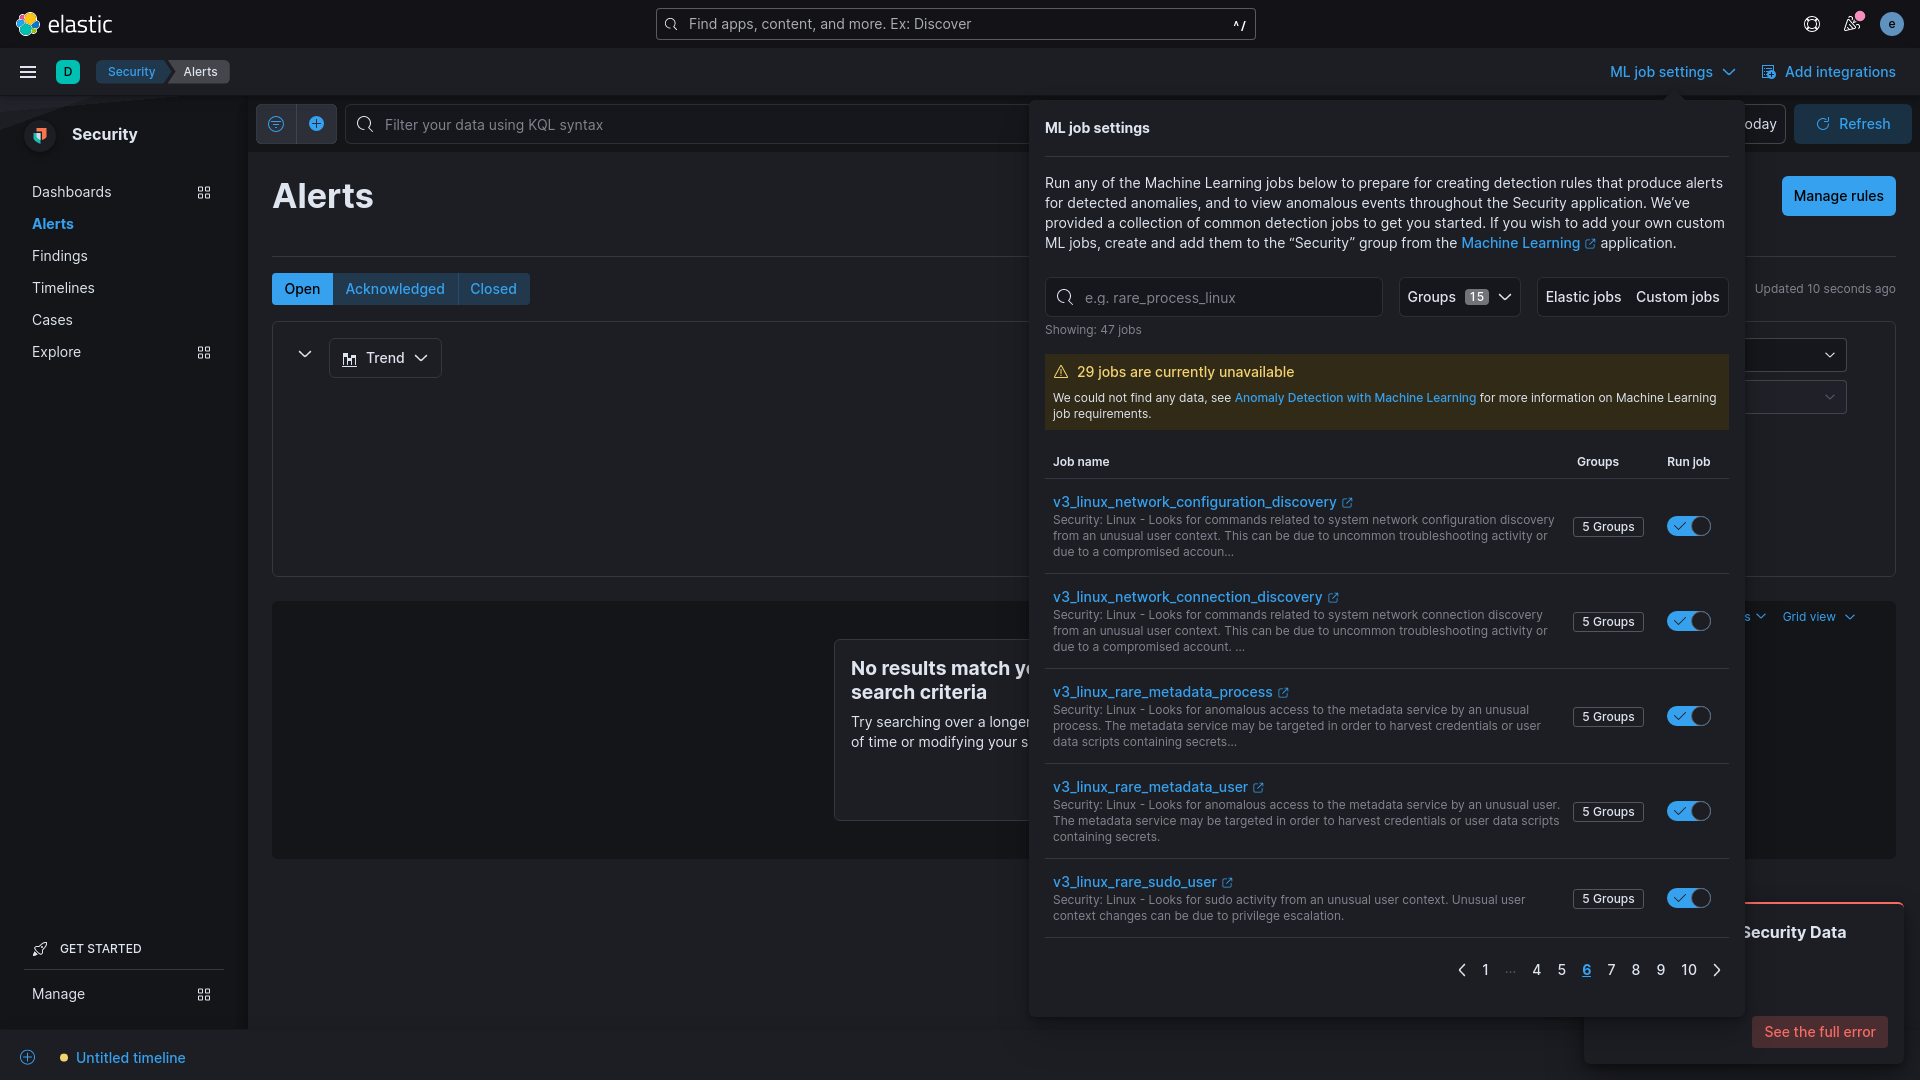 elastic
Find apps, content, and more. Ex: Discover
^/
e
D
Security
Alerts
ML job settings
Add integrations
Security
Dashboards
Alerts
Findings
Timelines
Cases
Explore
GET STARTED
Manage
Untitled timeline
Filter your data using KQL syntax
oday
Refresh
Alerts
Manage rules
Open
Acknowledged
Closed
Updated 10 seconds ago
Trend
s
Grid view
No results match y
search criteria
Try searching over a longer
of time or modifying your s
ML job settings
Run any of the Machine Learning jobs below to prepare for creating detection rules that produce alerts
for detected anomalies, and to view anomalous events throughout the Security application. We’ve
provided a collection of common detection jobs to get you started. If you wish to add your own custom
ML jobs, create and add them to the “Security” group from the Machine Learning application.
e.g. rare_process_linux
Groups 15
Elastic jobs
Custom jobs
Showing: 47 jobs
29 jobs are currently unavailable
We could not find any data, see Anomaly Detection with Machine Learning for more information on Machine Learning
job requirements.
Job name
Groups
Run job
v3_linux_network_configuration_discovery
Security: Linux - Looks for commands related to system network configuration discovery
from an unusual user context. This can be due to uncommon troubleshooting activity or
due to a compromised accoun...
5 Groups
v3_linux_network_connection_discovery
Security: Linux - Looks for commands related to system network connection discovery
from an unusual user context. This can be due to uncommon troubleshooting activity or
due to a compromised account. ...
5 Groups
v3_linux_rare_metadata_process
Security: Linux - Looks for anomalous access to the metadata service by an unusual
process. The metadata service may be targeted in order to harvest credentials or user
data scripts containing secrets...
5 Groups
v3_linux_rare_metadata_user
Security: Linux - Looks for anomalous access to the metadata service by an unusual user.
The metadata service may be targeted in order to harvest credentials or user data scripts
containing secrets.
5 Groups
v3_linux_rare_sudo_user
Security: Linux - Looks for sudo activity from an unusual user context. Unusual user
context changes can be due to privilege escalation.
5 Groups
1 ... 4 5 6 7 8 9 10
Security Data
See the full error